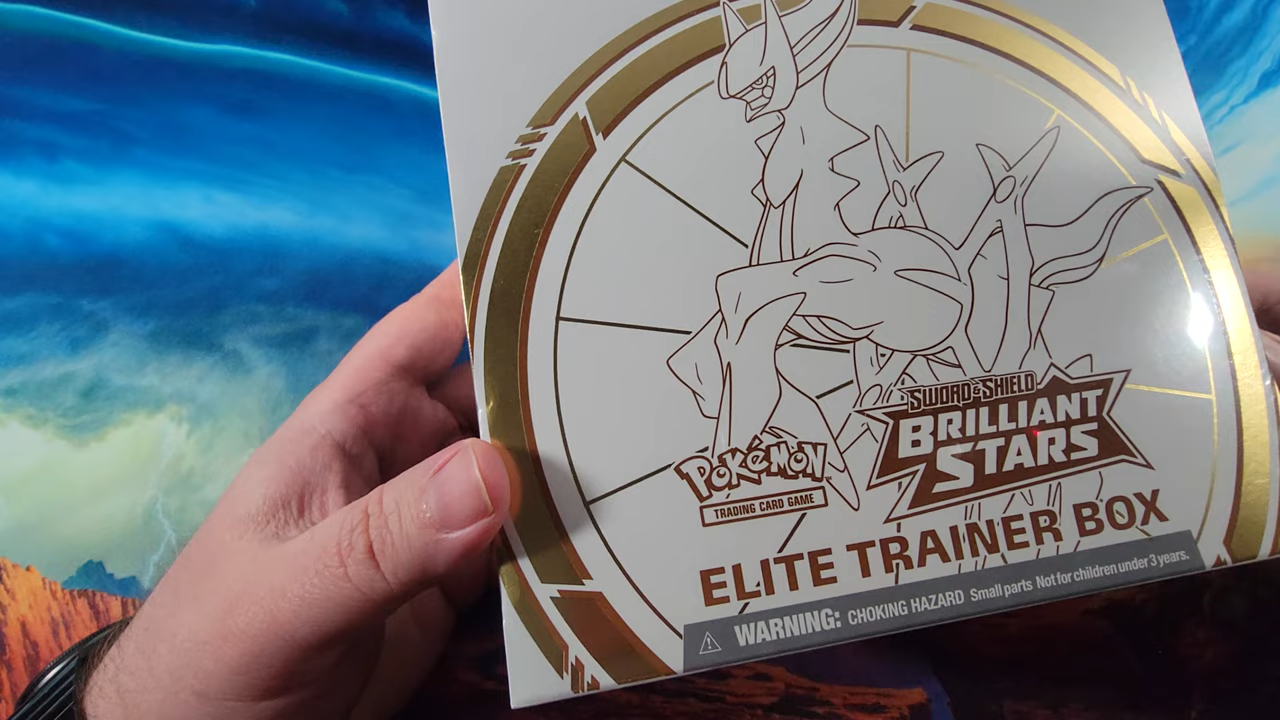 SWORD & SHIELD
BRILLIANT
STARS
POKéMON
TRADING CARD GAME
ELITE TRAINER BOX
WARNING: CHOKING HAZARD Small parts Not for children under 3 years.